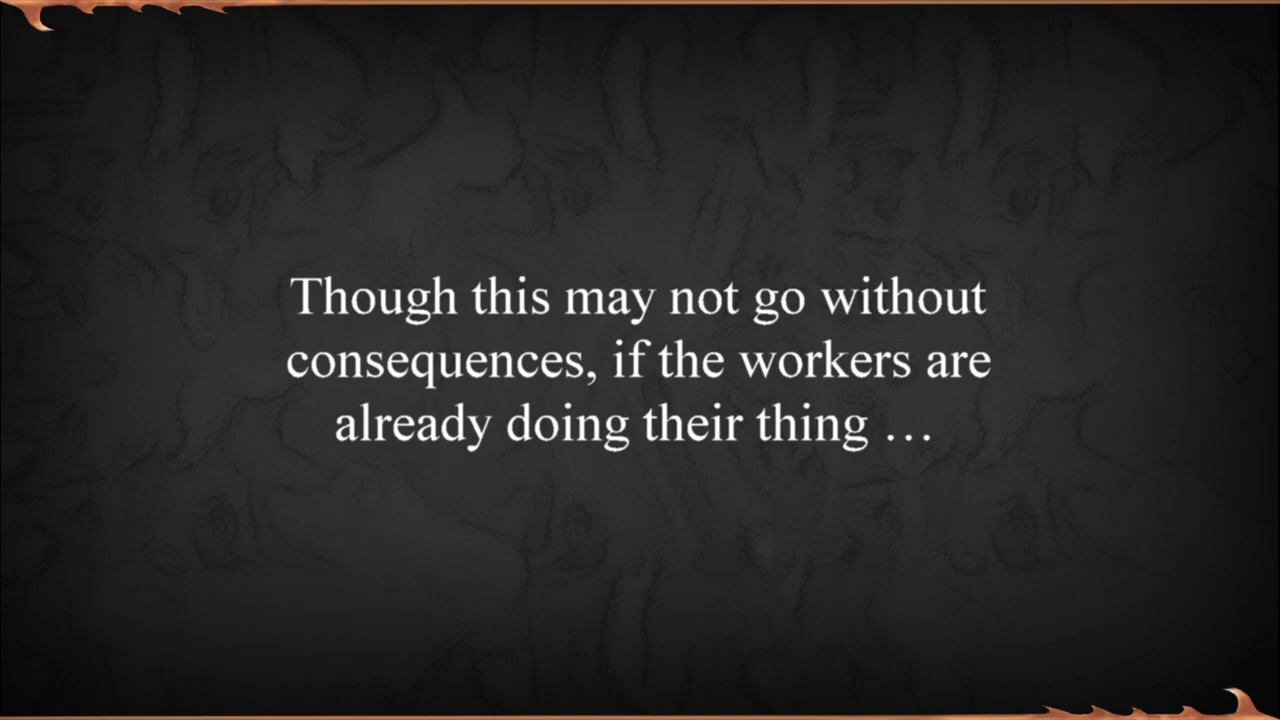 Though this may not go without
consequences, if the workers are
already doing their thing …